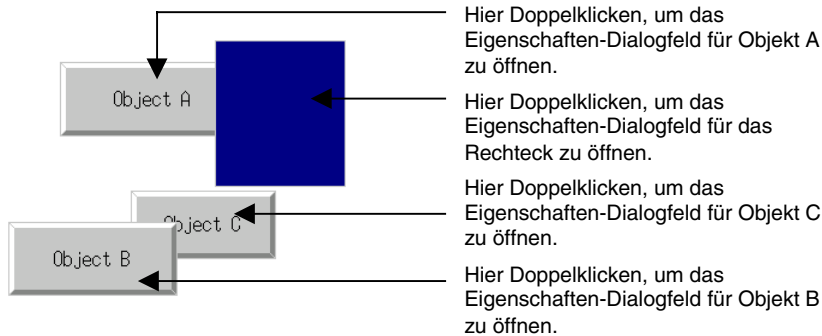 Hier Doppelklicken, um das
Eigenschaften-Dialogfeld für Objekt A
zu öffnen.
Object A
Hier Doppelklicken, um das
Eigenschaften-Dialogfeld für das
Rechteck zu öffnen.
Hier Doppelklicken, um das
Eigenschaften-Dialogfeld für Objekt C
zu öffnen.
Object C
Object B
Hier Doppelklicken, um das
Eigenschaften-Dialogfeld für Objekt B
zu öffnen.